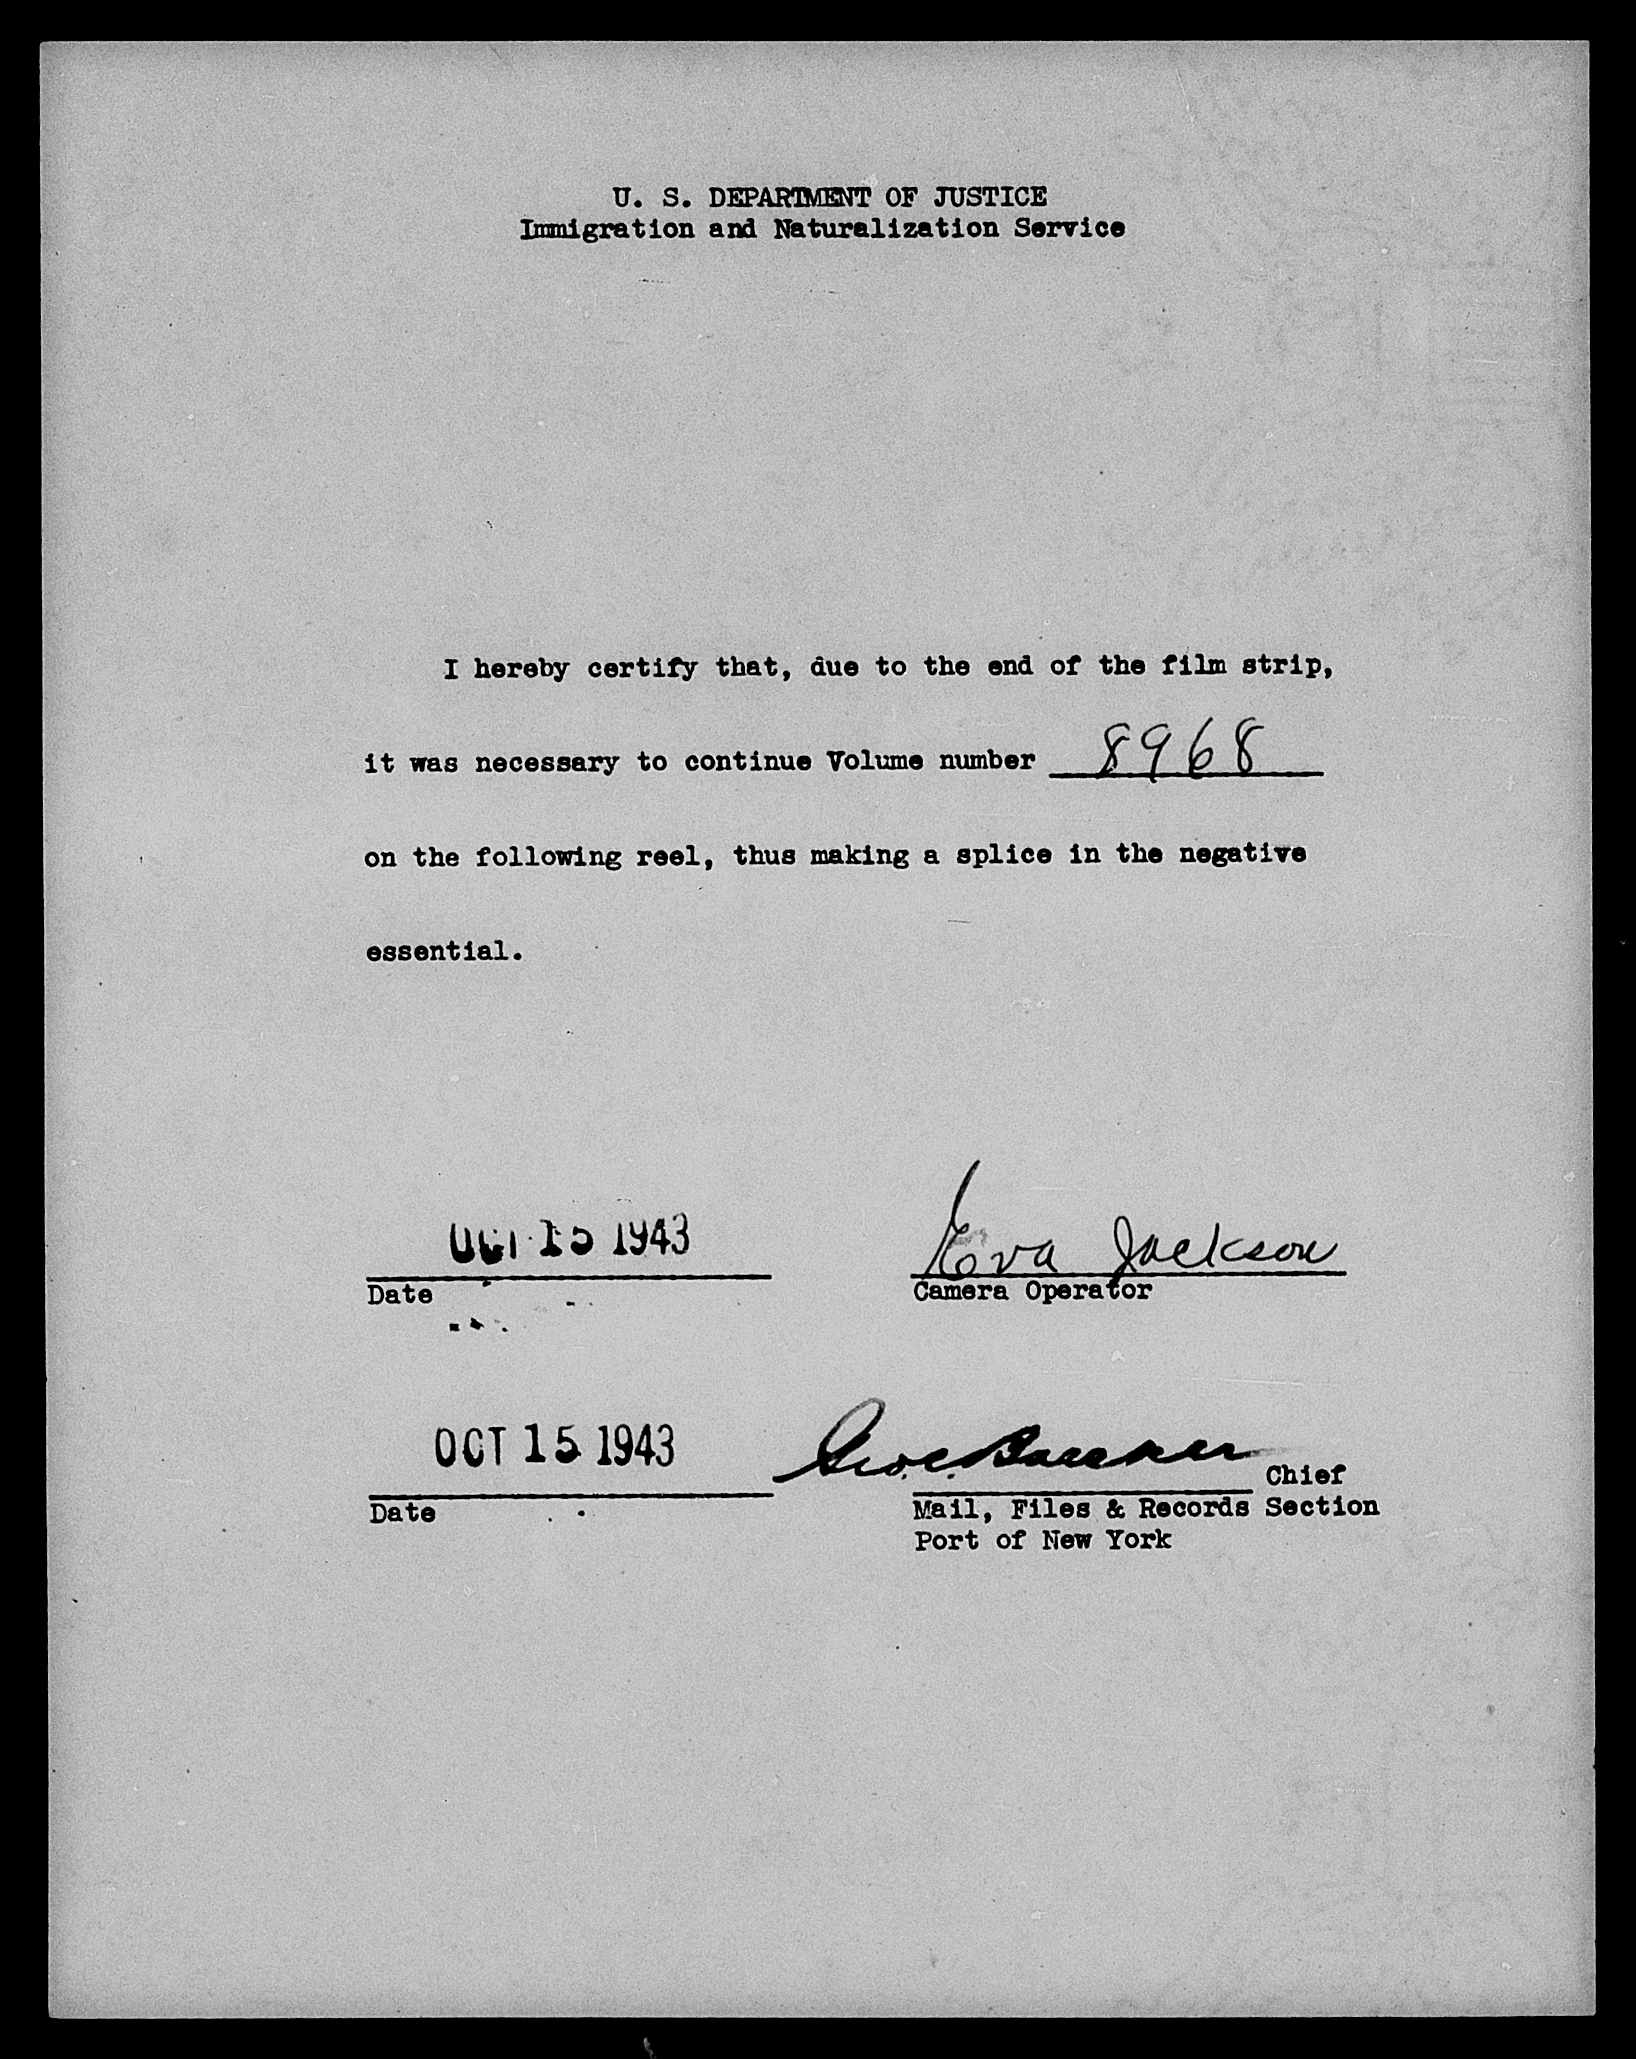 U. S. DEPARTMENT OF JUSTICE
Immigration and Naturalization Service
I hereby certify that, due to the end of the film strip,
it was necessary to continue Volume number 8968
on the following reel, thus making a splice in the negative
essential.
OCT 15 1943 Eva Jackson
Date Camera Operator
OCT 15 1943 Geo. C. Chief
Date Mail, Files & Records Section
Port of New York